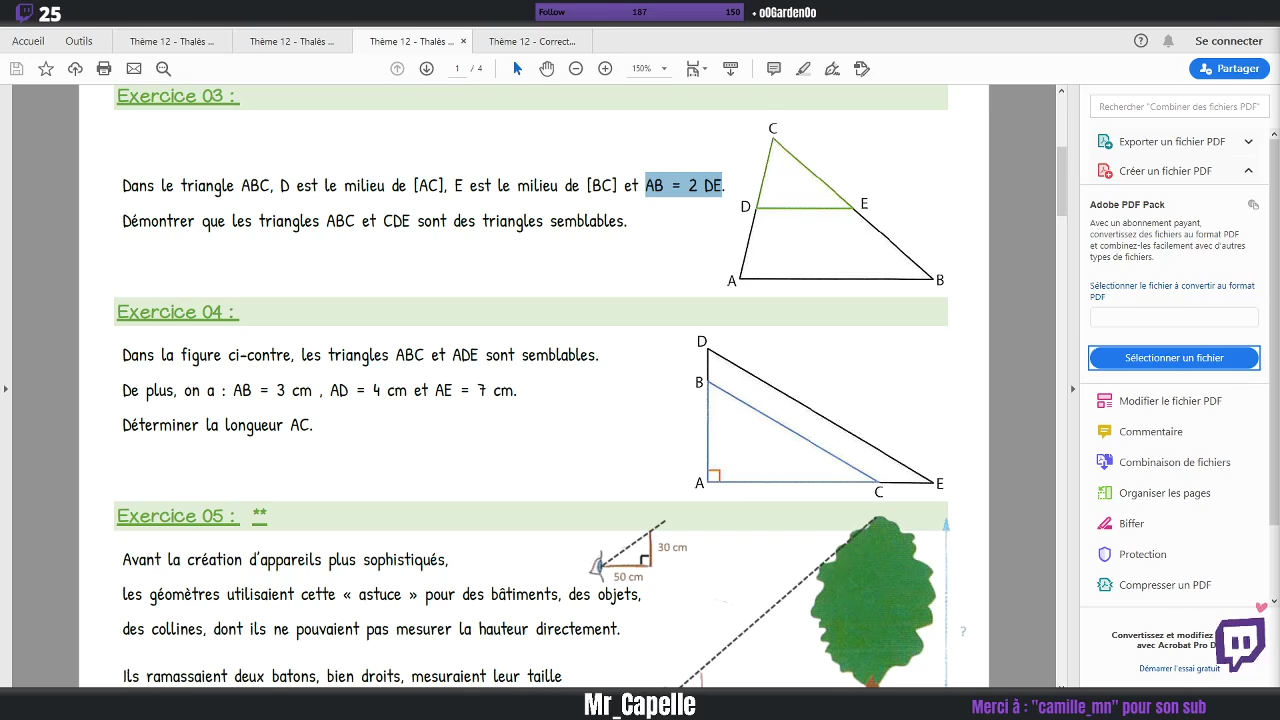 25
Follow 187 150
+ oOGardenOo
Accueil Outils Thème 12 - Thalès ... Thème 12 - Thalès ... Thème 12 - Thalès ... × Thème 12 - Correct... Se connecter
1 / 4 150% Partager
Exercice 03 :
Dans le triangle ABC, D est le milieu de [AC], E est le milieu de [BC] et AB = 2 DE.
Démontrer que les triangles ABC et CDE sont des triangles semblables.
C
D E
A B
Exercice 04 :
Dans la figure ci-contre, les triangles ABC et ADE sont semblables.
De plus, on a : AB = 3 cm , AD = 4 cm et AE = 7 cm.
Déterminer la longueur AC.
D
B
A C E
Exercice 05 : **
Avant la création d'appareils plus sophistiqués,
les géomètres utilisaient cette « astuce » pour des bâtiments, des objets,
des collines, dont ils ne pouvaient pas mesurer la hauteur directement.
Ils ramassaient deux batons, bien droits, mesuraient leur taille
30 cm
50 cm
?
Rechercher "Combiner des fichiers PDF"
Exporter un fichier PDF
Créer un fichier PDF
Adobe PDF Pack
Avec un abonnement payant,
convertissez des fichiers au format PDF
et combinez-les facilement avec d'autres
types de fichiers.
Sélectionner le fichier à convertir au format
PDF
Sélectionner un fichier
Modifier le fichier PDF
Commentaire
Combinaison de fichiers
Organiser les pages
Biffer
Protection
Compresser un PDF
Convertissez et modifiez
avec Acrobat Pro D
Démarrer l'essai gratuit
Mr_Capelle
Merci à : "camille_mn" pour son sub